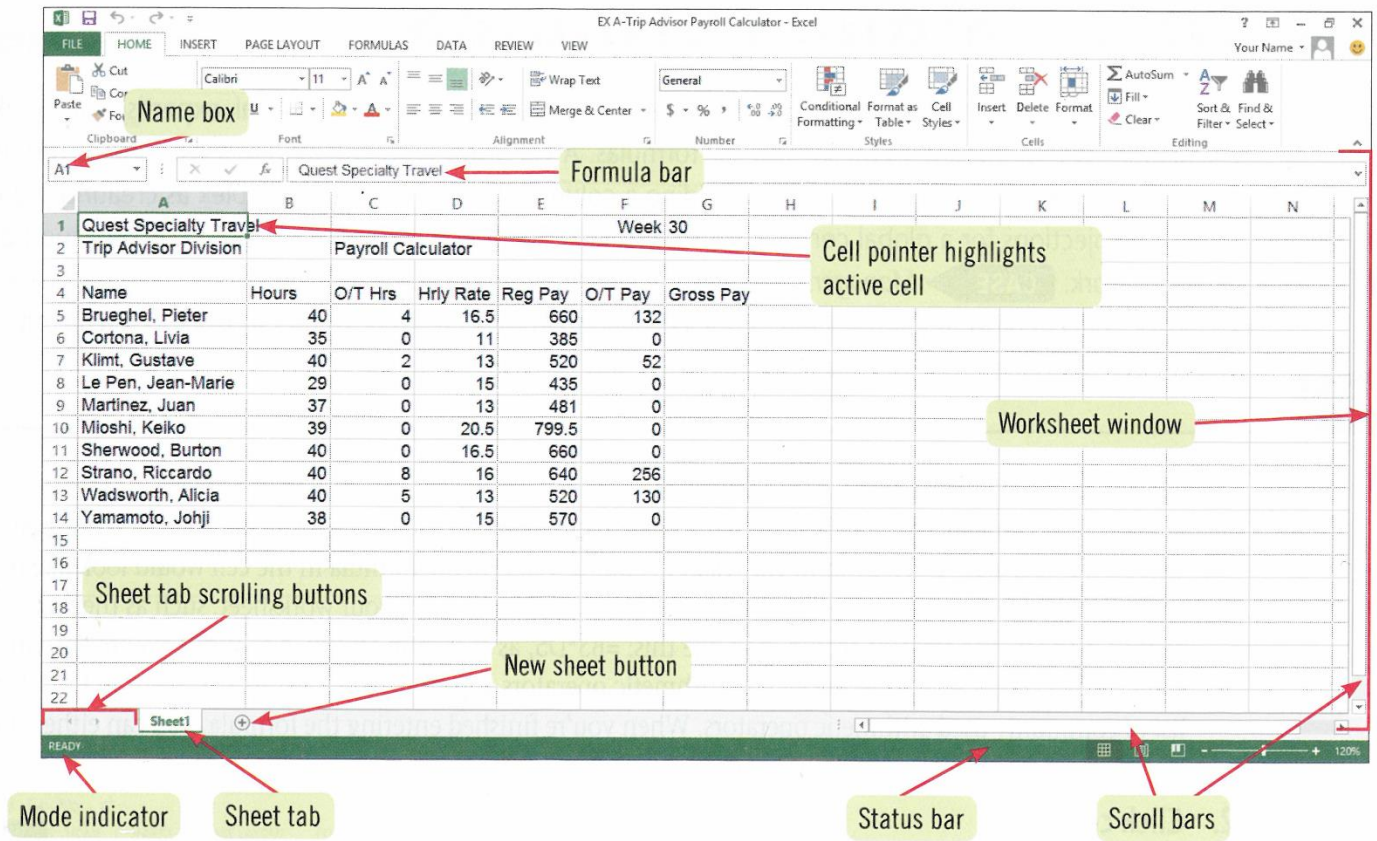 EX A-Trip Advisor Payroll Calculator - Excel
FILE HOME INSERT PAGE LAYOUT FORMULAS DATA REVIEW VIEW Your Name
Cut Calibri 11 Wrap Text General AutoSum
Paste Merge & Center $ % Conditional Formatting Format as Table Cell Styles Insert Delete Format Fill Clear Sort & Filter Find & Select
Clipboard Font Alignment Number Styles Cells Editing
Name box
A1 fx Quest Specialty Travel
Formula bar
A B C D E F G H I J K L M N
1 Quest Specialty Travel Week 30
2 Trip Advisor Division Payroll Calculator
3
4 Name Hours O/T Hrs Hrly Rate Reg Pay O/T Pay Gross Pay
5 Brueghel, Pieter 40 4 16.5 660 132
6 Cortona, Livia 35 0 11 385 0
7 Klimt, Gustave 40 2 13 520 52
8 Le Pen, Jean-Marie 29 0 15 435 0
9 Martinez, Juan 37 0 13 481 0
10 Mioshi, Keiko 39 0 20.5 799.5 0
11 Sherwood, Burton 40 0 16.5 660 0
12 Strano, Riccardo 40 8 16 640 256
13 Wadsworth, Alicia 40 5 13 520 130
14 Yamamoto, Johji 38 0 15 570 0
15
16
17
18
19
20
21
22
Cell pointer highlights
active cell
Worksheet window
Sheet tab scrolling buttons
New sheet button
Sheet1
READY 120%
Mode indicator
Sheet tab
Status bar
Scroll bars